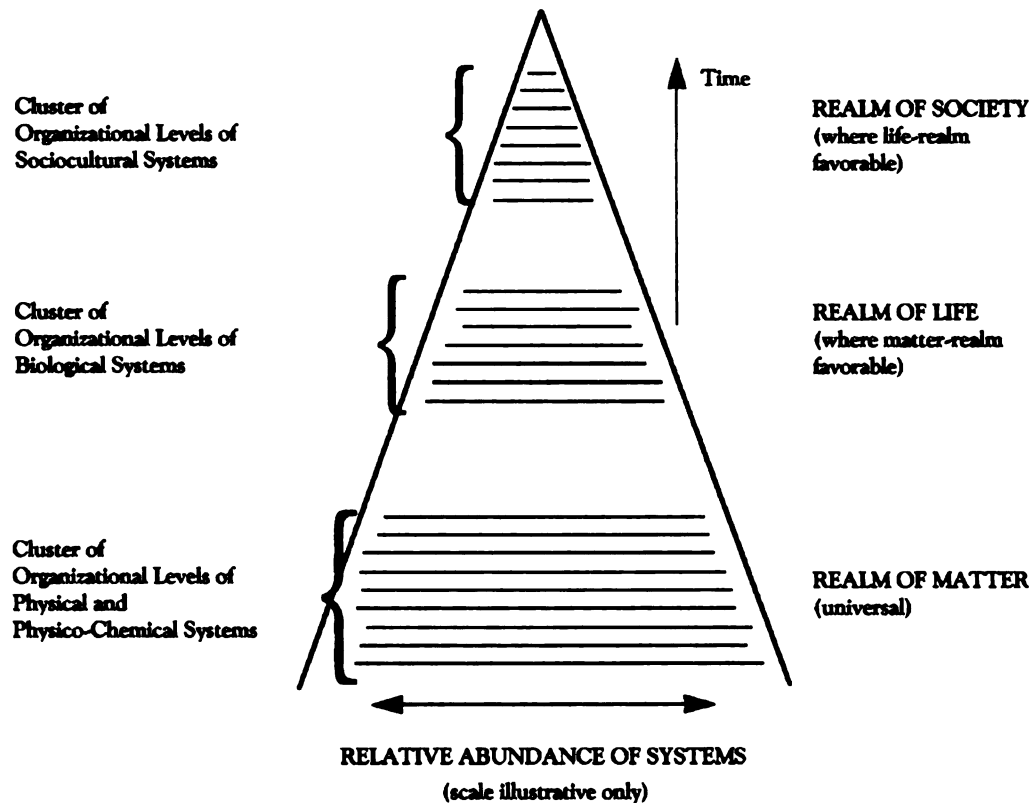 Time
Cluster of
Organizational Levels of
Sociocultural Systems
REALM OF SOCIETY
(where life-realm
favorable)
Cluster of
Organizational Levels of
Biological Systems
REALM OF LIFE
(where matter-realm
favorable)
Cluster of
Organizational Levels of
Physical and
Physico-Chemical Systems
REALM OF MATTER
(universal)
RELATIVE ABUNDANCE OF SYSTEMS
(scale illustrative only)